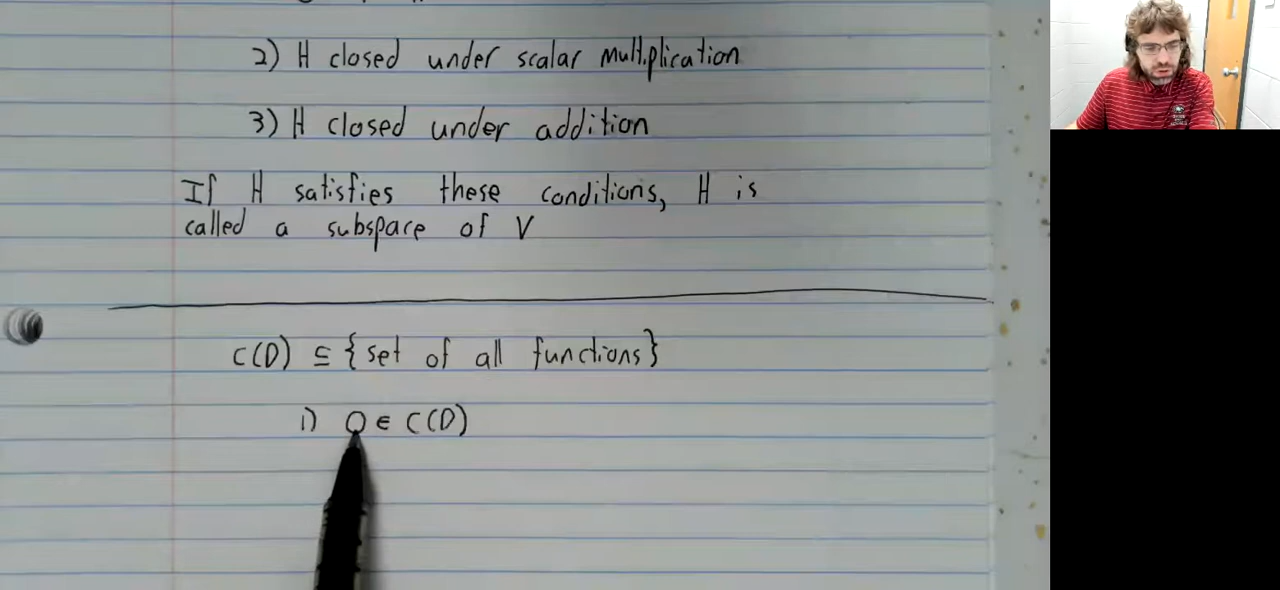 2) H closed under scalar multiplication
3) H closed under addition
If H satisfies these conditions, H is
called a subspace of V
C(D) ⊆ {set of all functions}
1) 0 ∈ C(D)